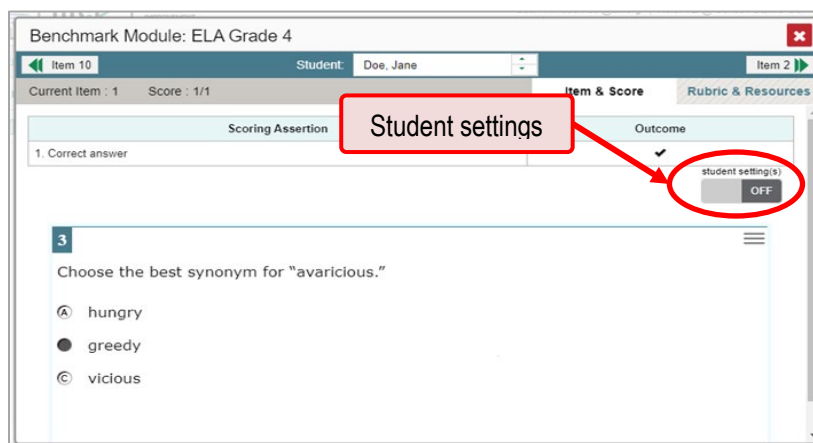 Benchmark Module: ELA Grade 4
Item 10 Student: Doe, Jane Item 2
Current Item : 1 Score : 1/1 Item & Score Rubric & Resources
Scoring Assertion Outcome
Student settings
1. Correct answer
student setting(s)
OFF
3
Choose the best synonym for “avaricious.”
A hungry
greedy
C vicious